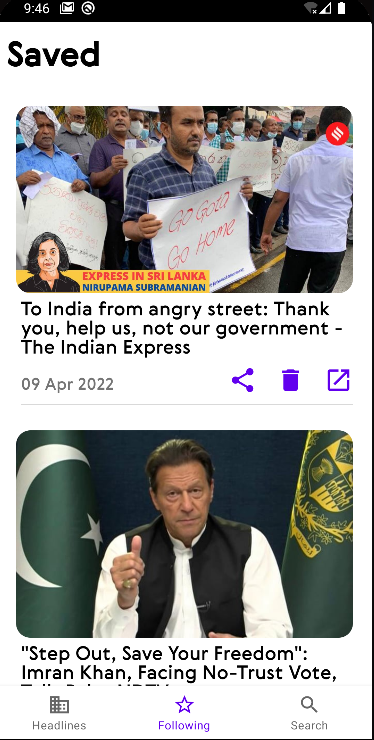 9:46
Saved
GO Gota
GO HOME
EXPRESS IN SRI LANKA
NIRUPAMA SUBRAMANIAN
To India from angry street: Thank
you, help us, not our government -
The Indian Express
09 Apr 2022
"Step Out, Save Your Freedom":
Imran Khan, Facing No-Trust Vote,
Headlines
Following
Search